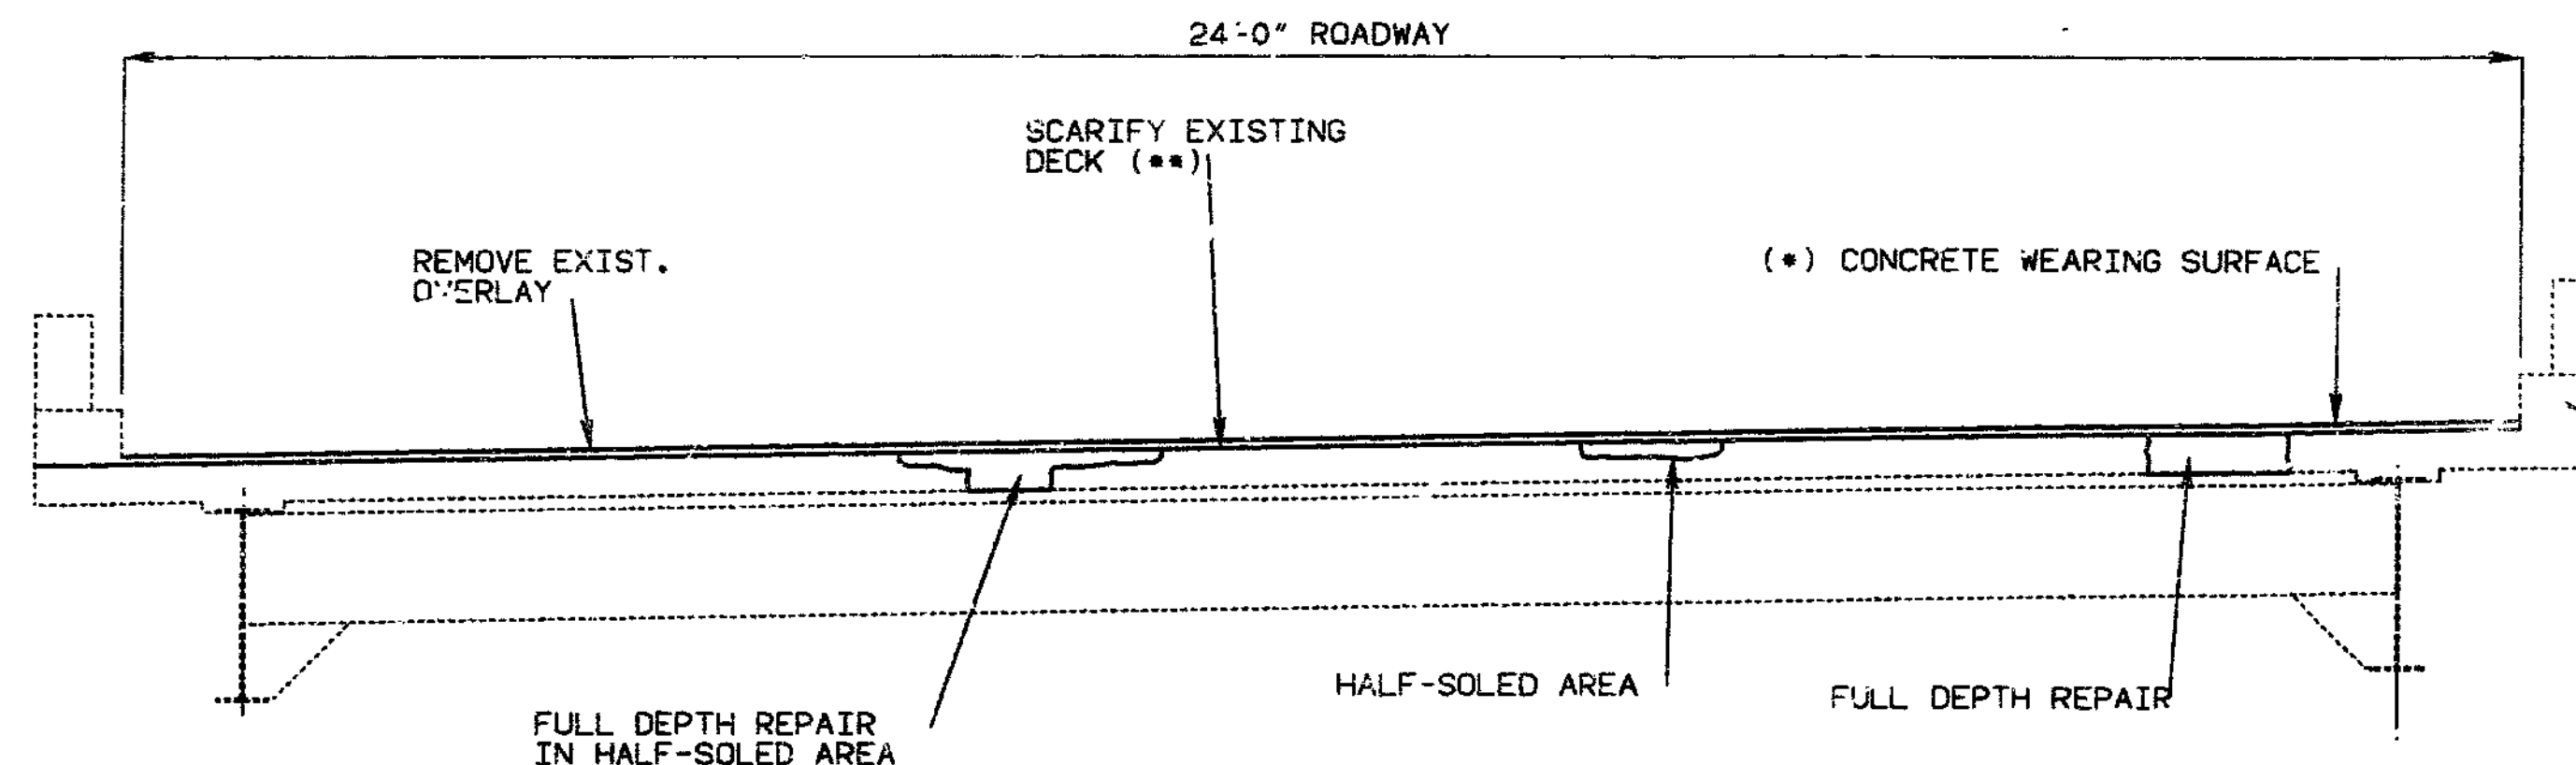 24'-0" ROADWAY
SCARIFY EXISTING
DECK (**)
REMOVE EXIST.
OVERLAY
(*) CONCRETE WEARING SURFACE
HALF-SOLED AREA
FULL DEPTH REPAIR
FULL DEPTH REPAIR
IN HALF-SOLED AREA